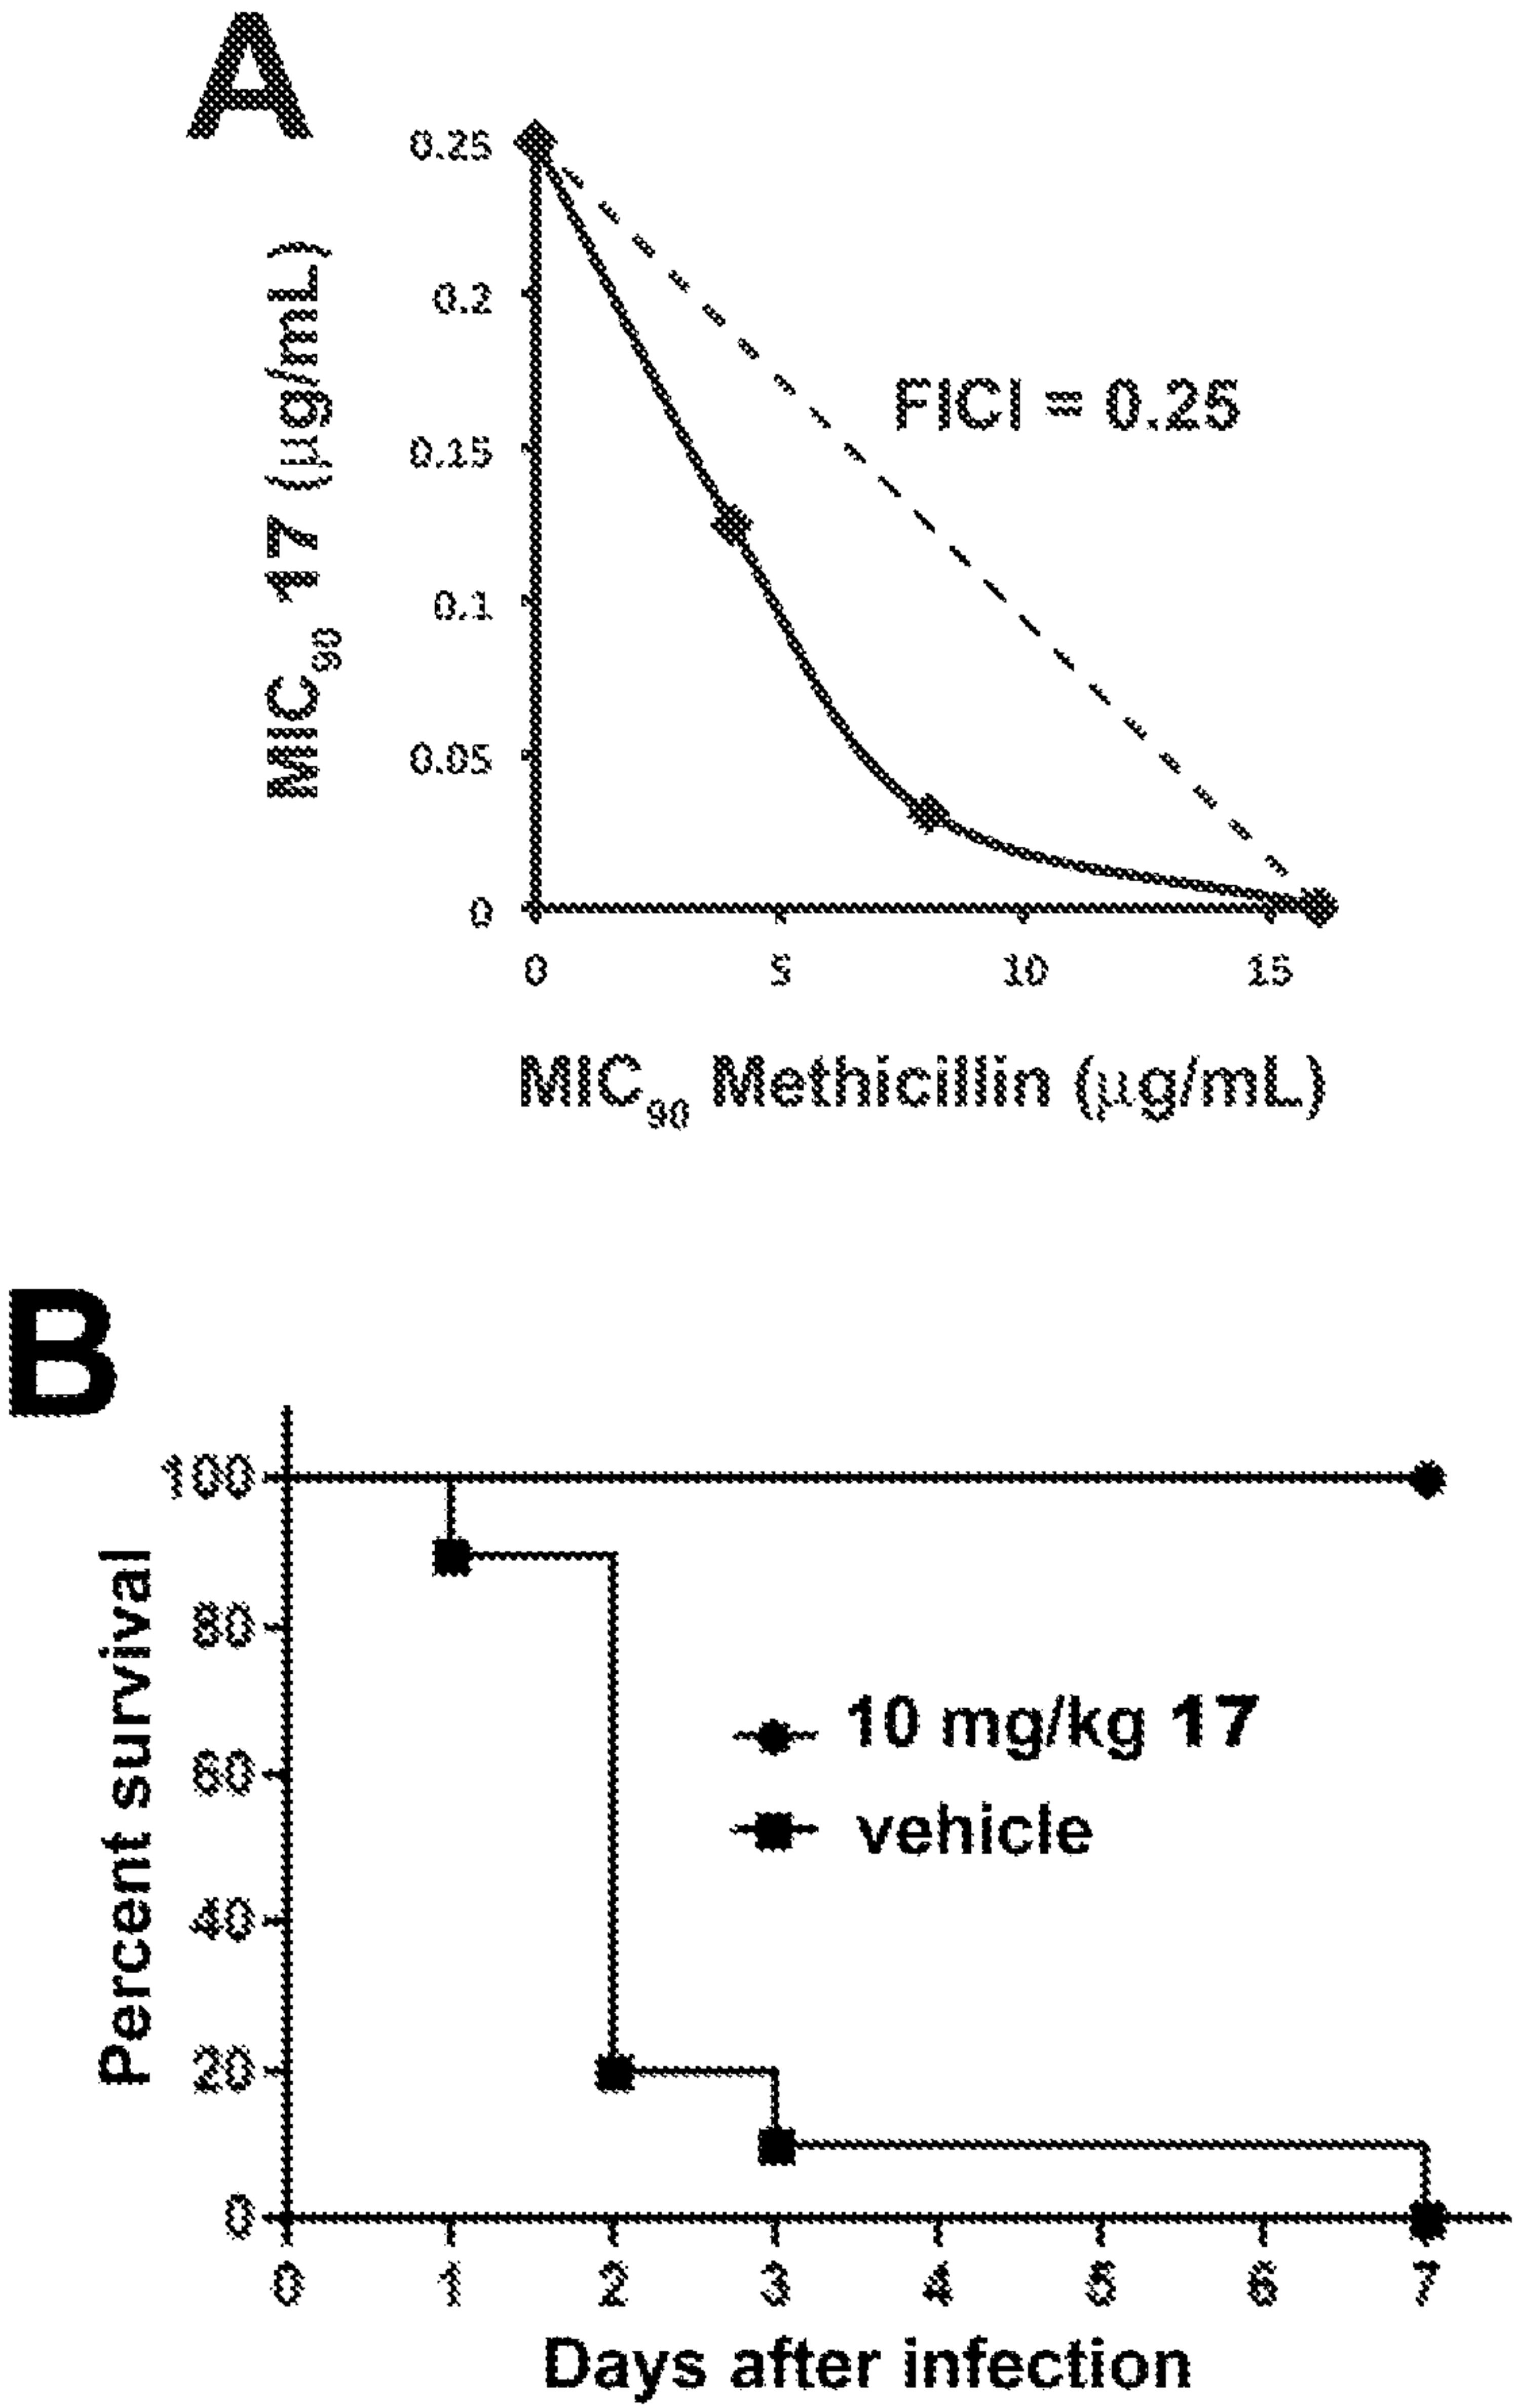 A
0.25
0.2
0.15
0.1
0.05
0
MIC90 17 (µg/mL)
FICI = 0.25
0 5 10 15
MIC90 Methicillin (µg/mL)
B
100
80
60
40
20
0
Percent survival
10 mg/kg 17
vehicle
0 1 2 3 4 5 6 7
Days after infection